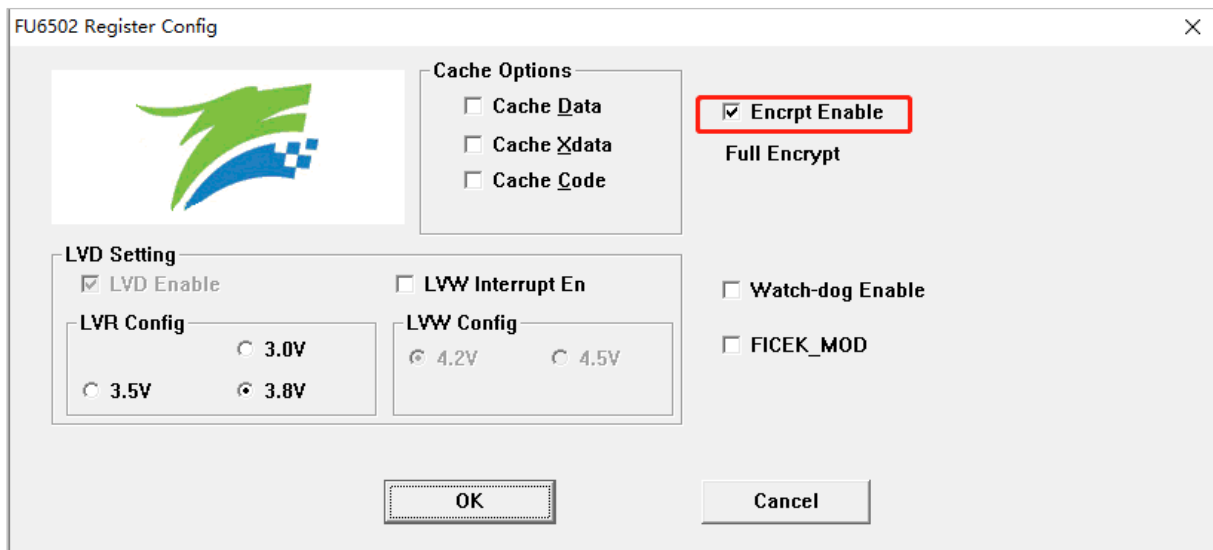 FU6502 Register Config
Cache Options
Cache Data
Cache Xdata
Cache Code
Encrpt Enable
Full Encrypt
LVD Setting
LVD Enable
LVW Interrupt En
LVR Config
3.0V
3.5V
3.8V
LVW Config
4.2V
4.5V
Watch-dog Enable
FICEK_MOD
OK
Cancel